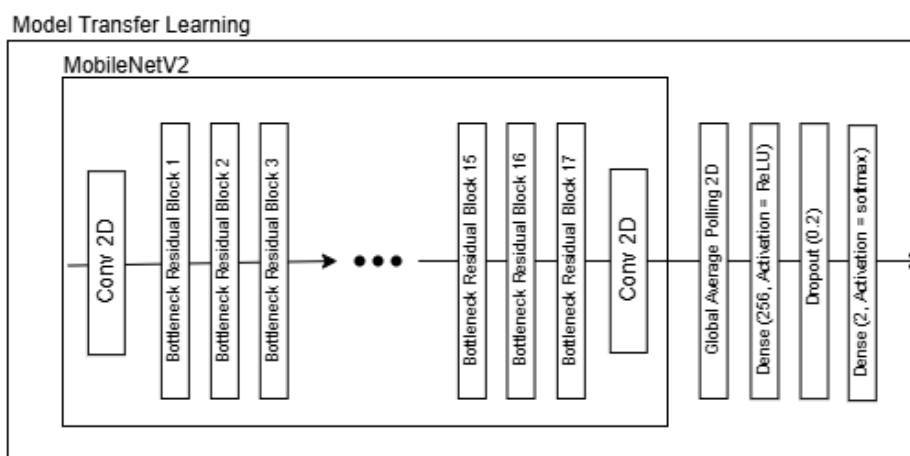 Model Transfer Learning
MobileNetV2
Conv 2D
Bottleneck Residual Block 1
Bottleneck Residual Block 2
Bottleneck Residual Block 3
Bottleneck Residual Block 15
Bottleneck Residual Block 16
Bottleneck Residual Block 17
Conv 2D
Global Average Polling 2D
Dense (256, Activation = ReLU)
Dropout (0.2)
Dense (2, Activation = softmax)